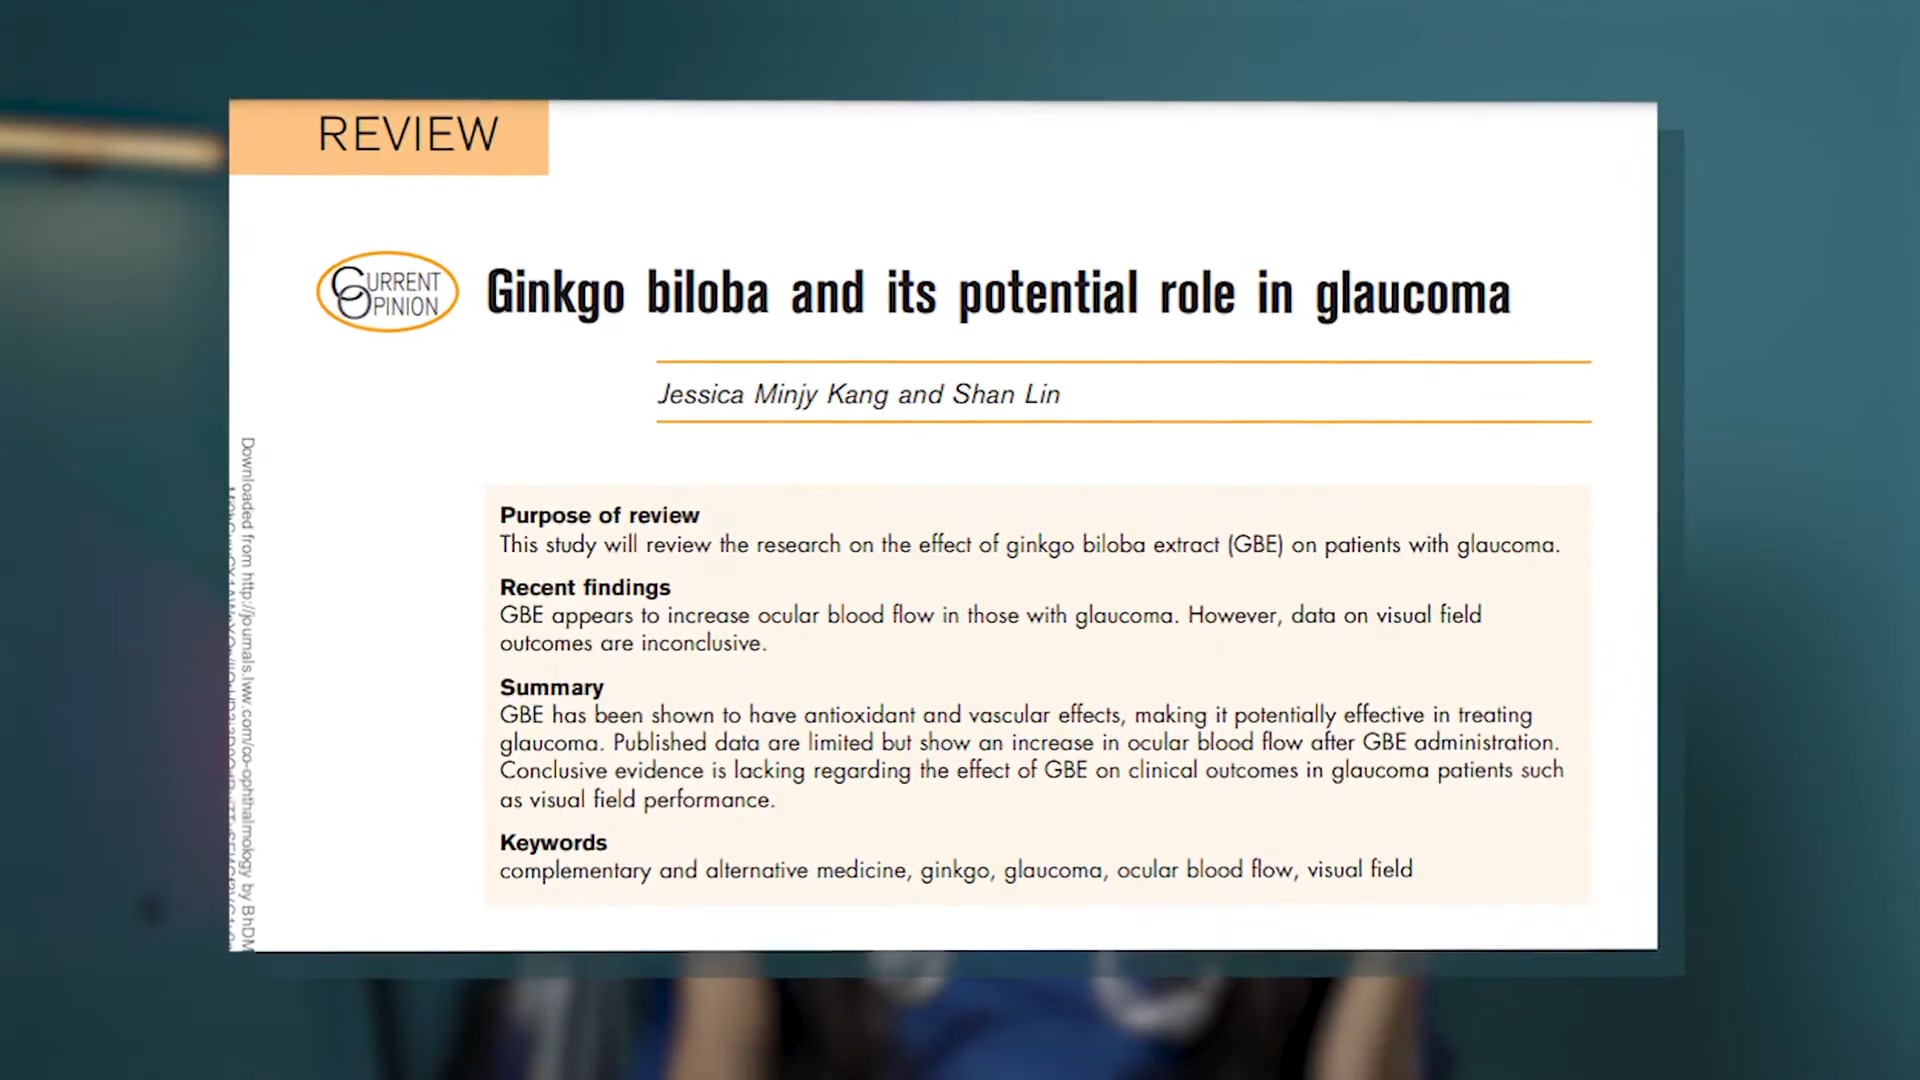 REVIEW
CURRENT
OPINION
Ginkgo biloba and its potential role in glaucoma
Jessica Minjy Kang and Shan Lin
Purpose of review
This study will review the research on the effect of ginkgo biloba extract (GBE) on patients with glaucoma.
Recent findings
GBE appears to increase ocular blood flow in those with glaucoma. However, data on visual field
outcomes are inconclusive.
Summary
GBE has been shown to have antioxidant and vascular effects, making it potentially effective in treating
glaucoma. Published data are limited but show an increase in ocular blood flow after GBE administration.
Conclusive evidence is lacking regarding the effect of GBE on clinical outcomes in glaucoma patients such
as visual field performance.
Keywords
complementary and alternative medicine, ginkgo, glaucoma, ocular blood flow, visual field
Downloaded from http://journals.lww.com/co-ophthalmology by BhDM